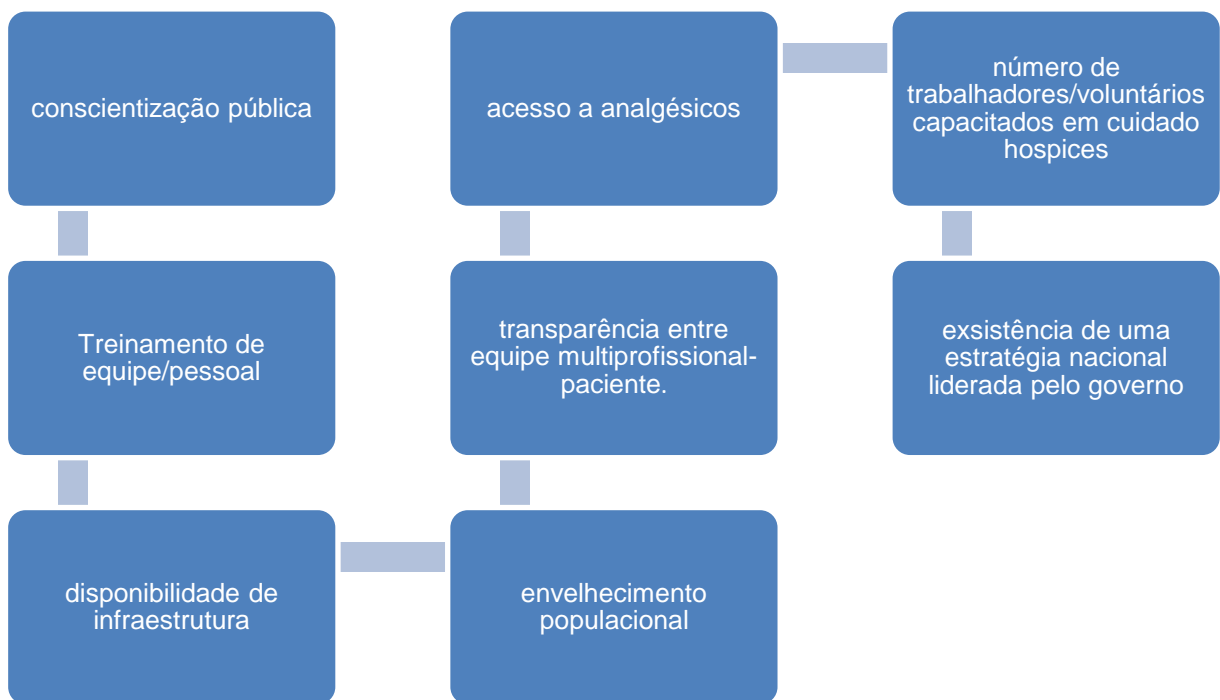 conscientização pública
Treinamento de
equipe/pessoal
disponibilidade de
infraestrutura
envelhecimento
populacional
transparência entre
equipe multiprofissional-
paciente.
acesso a analgésicos
número de
trabalhadores/voluntários
capacitados em cuidado
hospices
exsistência de uma
estratégia nacional
liderada pelo governo